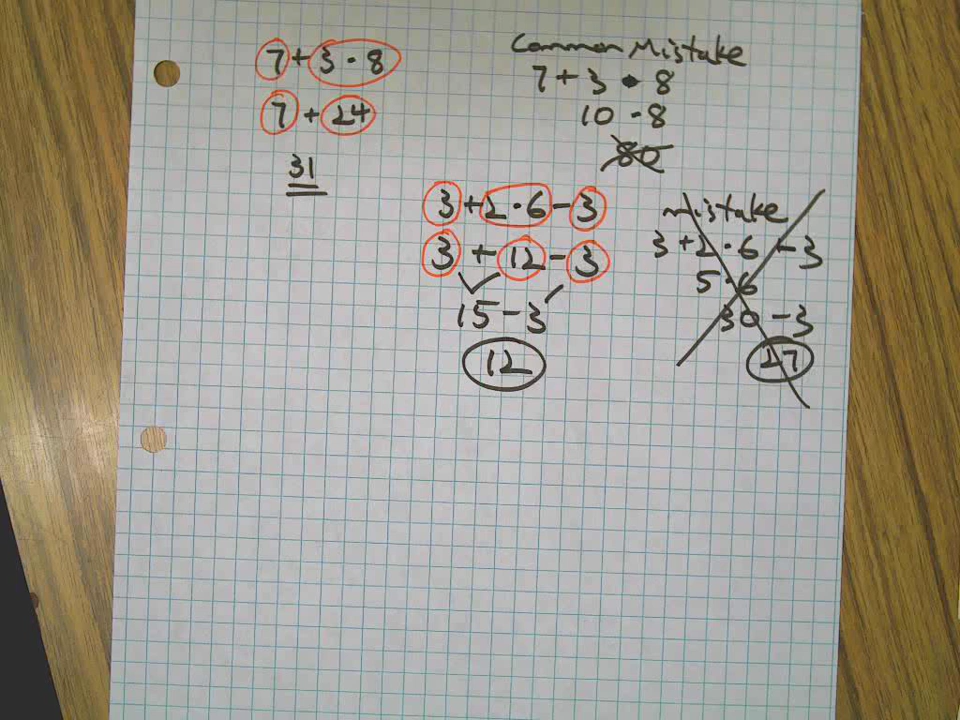 7 + 3 · 8
7 + 24
31
Common Mistake
7 + 3 · 8
10 · 8
80
3 + 2 · 6 - 3
3 + 12 - 3
15 - 3
12
mistake
3 + 2 · 6 - 3
5 · 6
30 - 3
27